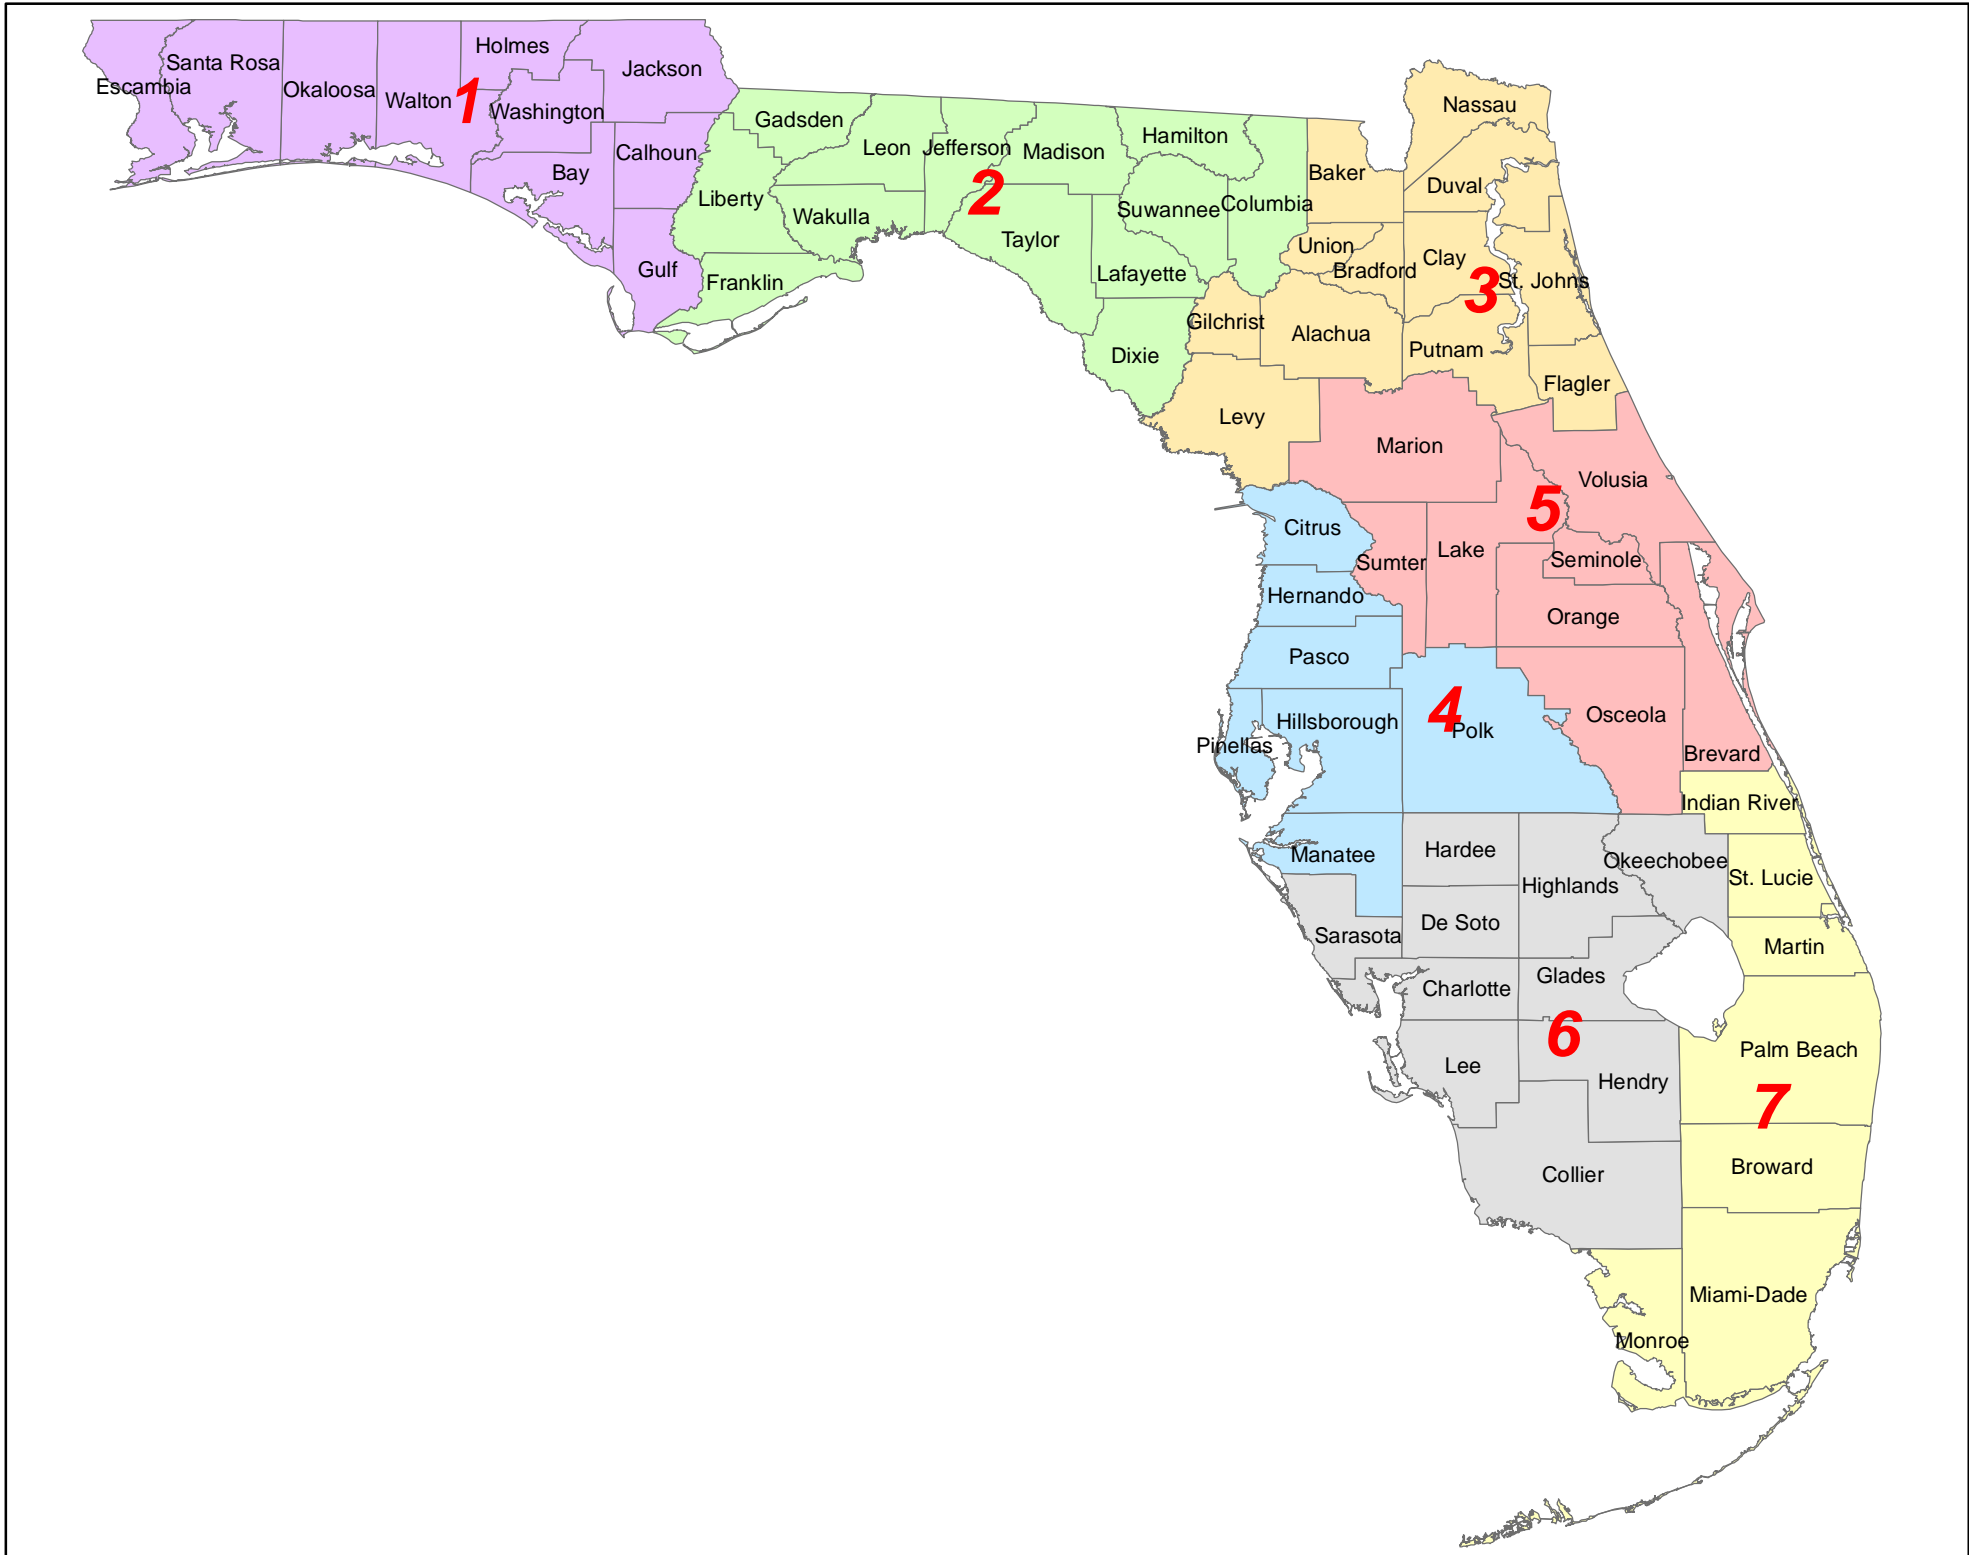 Holmes
Santa Rosa
Jackson
Escambia
Okaloosa
Walton
1
Washington
Calhoun
Bay
Gulf
Gadsden
Leon
Jefferson
Madison
Hamilton
2
Liberty
Wakulla
Taylor
Suwannee
Columbia
Lafayette
Franklin
Dixie
Nassau
Baker
Duval
Union
Bradford
Clay
3
St. Johns
Gilchrist
Alachua
Putnam
Flagler
Levy
Marion
Volusia
5
Citrus
Sumter
Lake
Seminole
Hernando
Orange
Pasco
4
Polk
Osceola
Hillsborough
Pinellas
Brevard
Indian River
Manatee
Hardee
Okeechobee
Highlands
St. Lucie
De Soto
Sarasota
Martin
Glades
Charlotte
6
Palm Beach
Lee
Hendry
7
Broward
Collier
Miami-Dade
Monroe